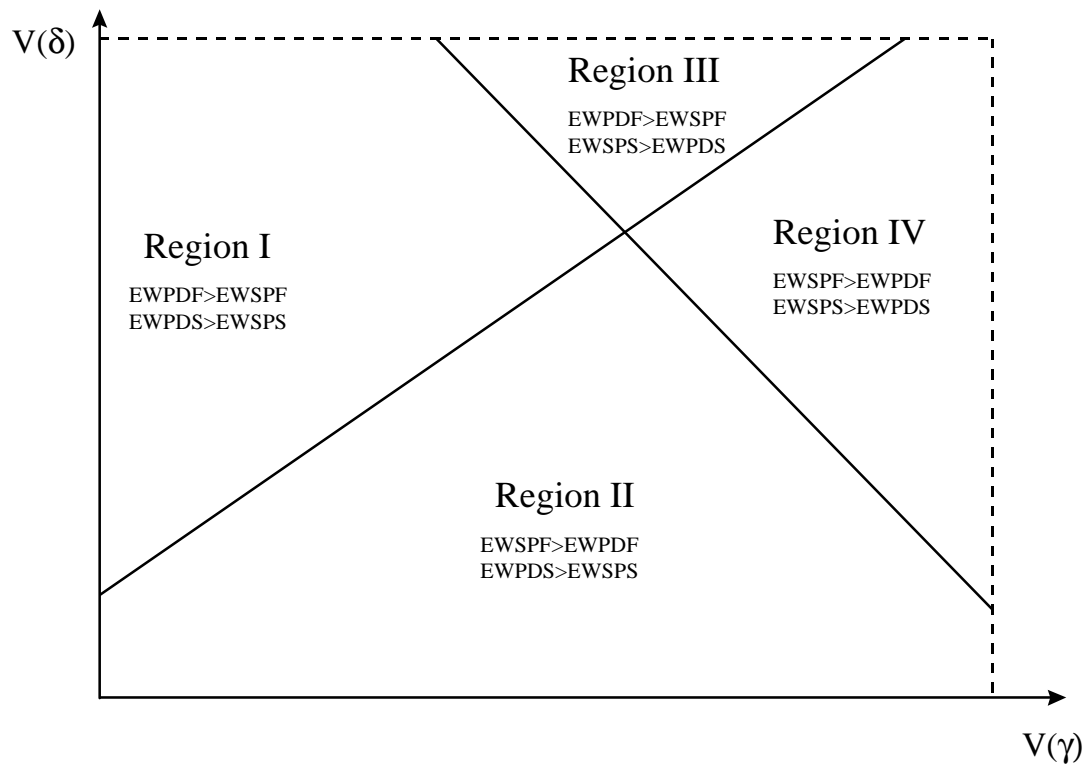 V(δ)
Region III
EWPDF>EWSPF
EWSPS>EWPDS
Region I
EWPDF>EWSPF
EWPDS>EWSPS
Region IV
EWSPF>EWPDF
EWSPS>EWPDS
Region II
EWSPF>EWPDF
EWPDS>EWSPS
V(γ)